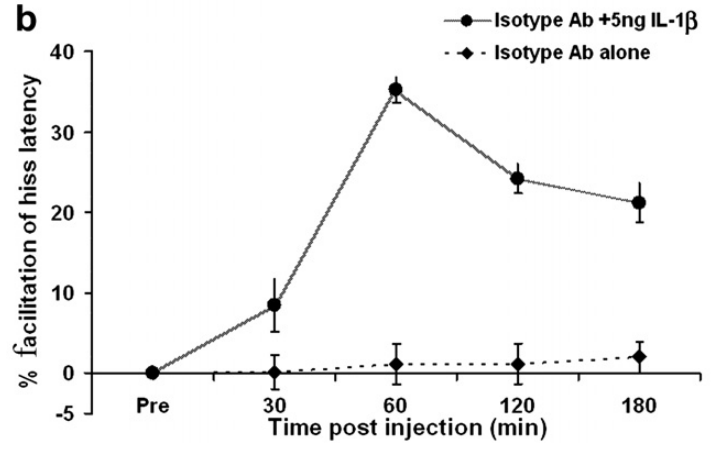 b
Isotype Ab +5ng IL-1β
Isotype Ab alone
% facilitation of hiss latency
40
30
20
10
0
-5
Pre 30 60 120 180
Time post injection (min)